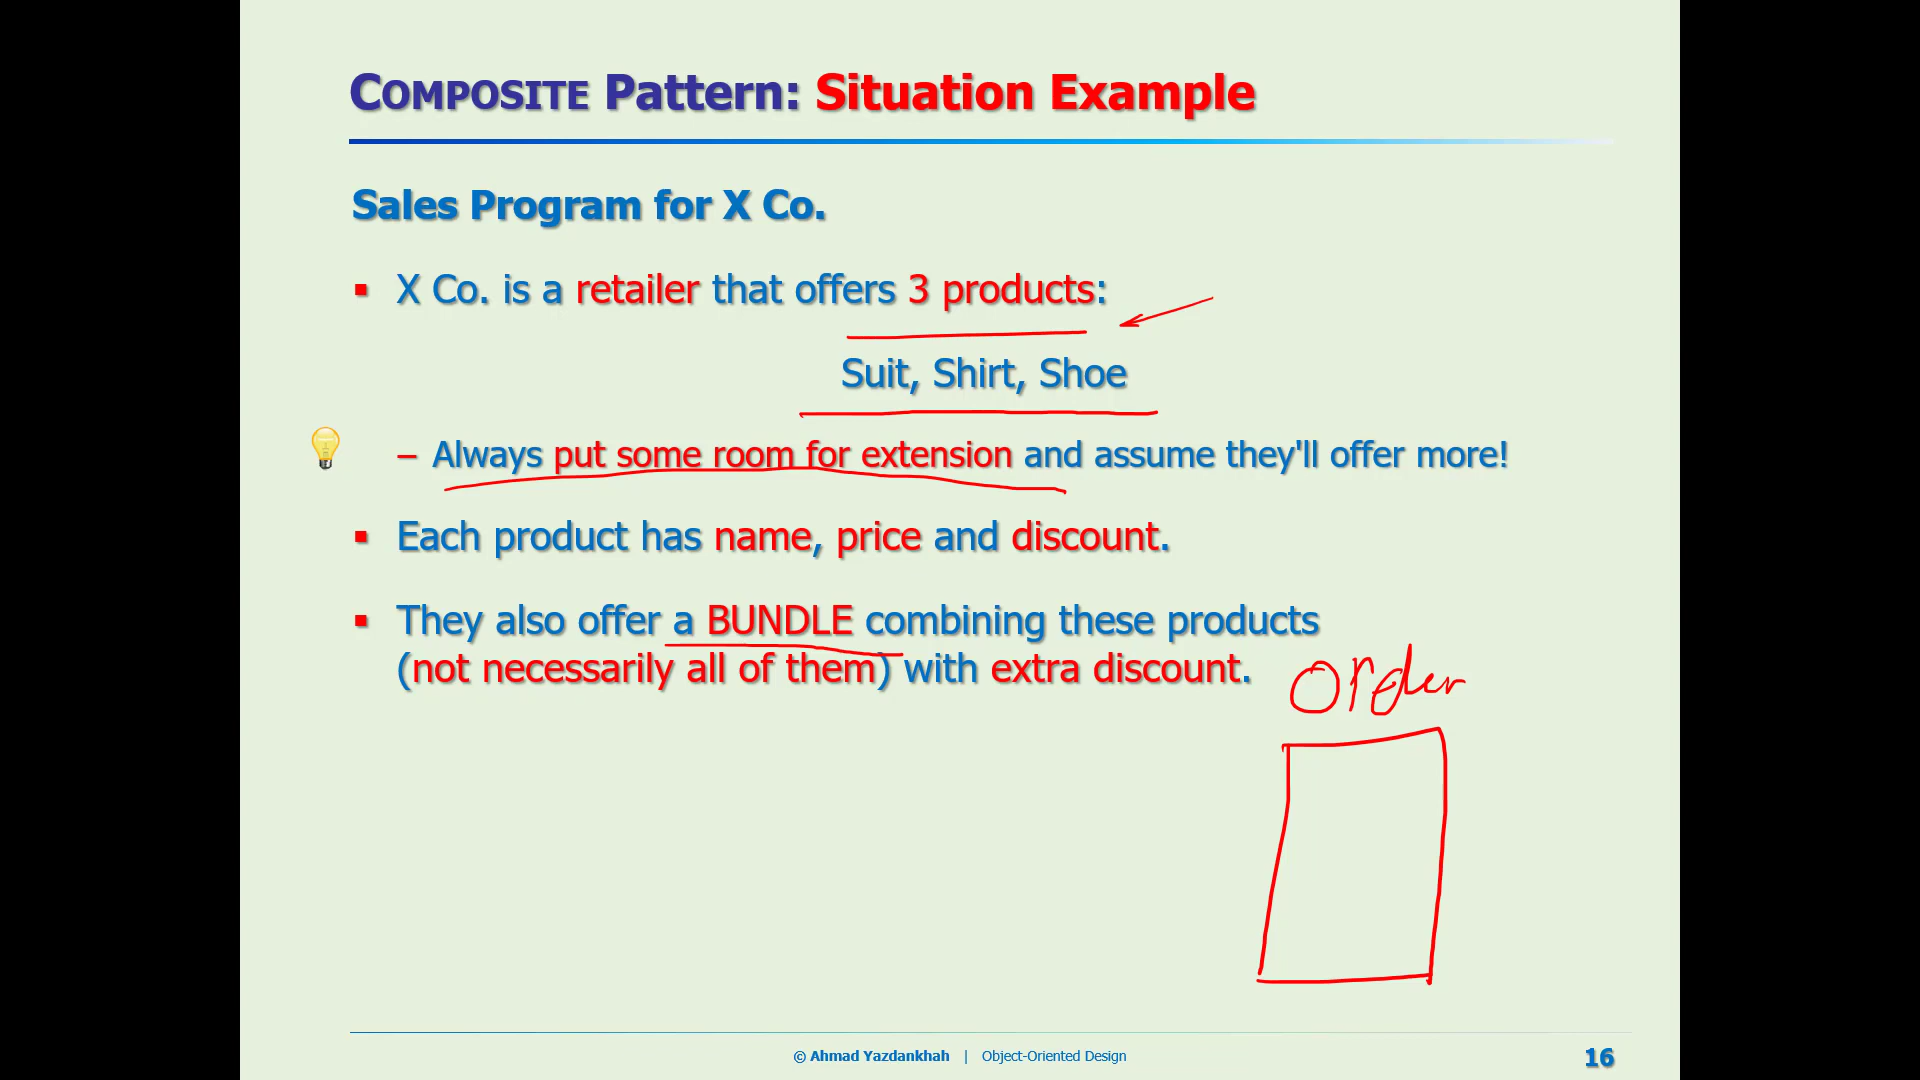 COMPOSITE Pattern: Situation Example
Sales Program for X Co.
▪ X Co. is a retailer that offers 3 products:
Suit, Shirt, Shoe
– Always put some room for extension and assume they'll offer more!
▪ Each product has name, price and discount.
▪ They also offer a BUNDLE combining these products
(not necessarily all of them) with extra discount.
Order
© Ahmad Yazdankhah | Object-Oriented Design
16